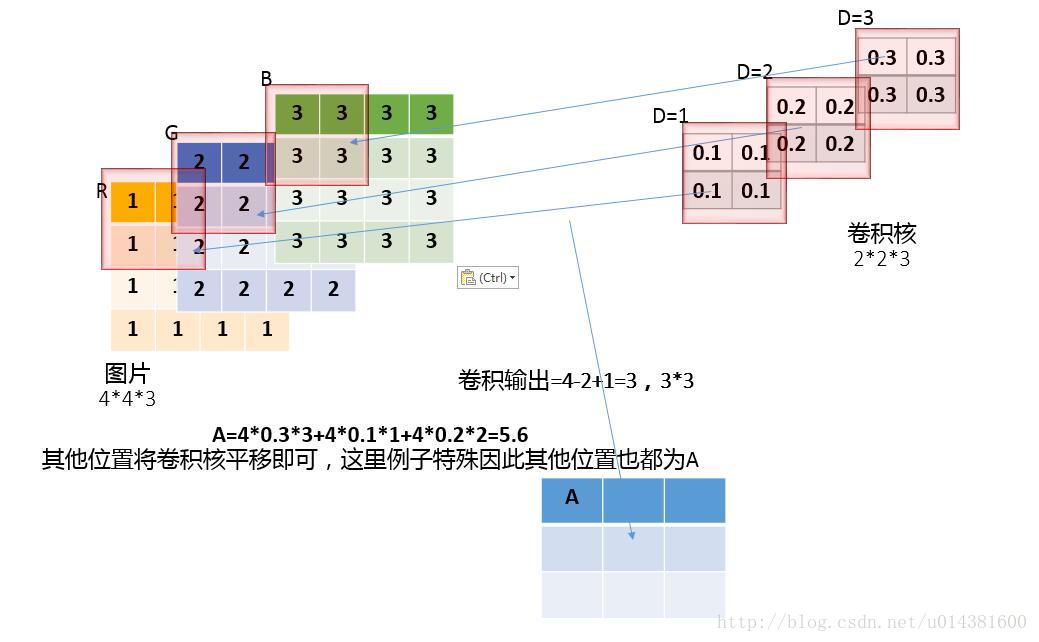 D=3
0.3 0.3
0.3 0.3
D=2
0.2 0.2
0.2 0.2
D=1
0.1 0.1
0.1 0.1
卷积核
2*2*3
B
3 3 3 3
3 3 3 3
3 3 3 3
3 3 3 3
G
2 2
2 2
2 2
2 2 2 2
R
1 1
1 1
1 1
1 1 1 1
(Ctrl)
图片
4*4*3
卷积输出=4-2+1=3，3*3
A=4*0.3*3+4*0.1*1+4*0.2*2=5.6
其他位置将卷积核平移即可，这里例子特殊因此其他位置也都为A
A
http://blog.csdn.net/u014381600